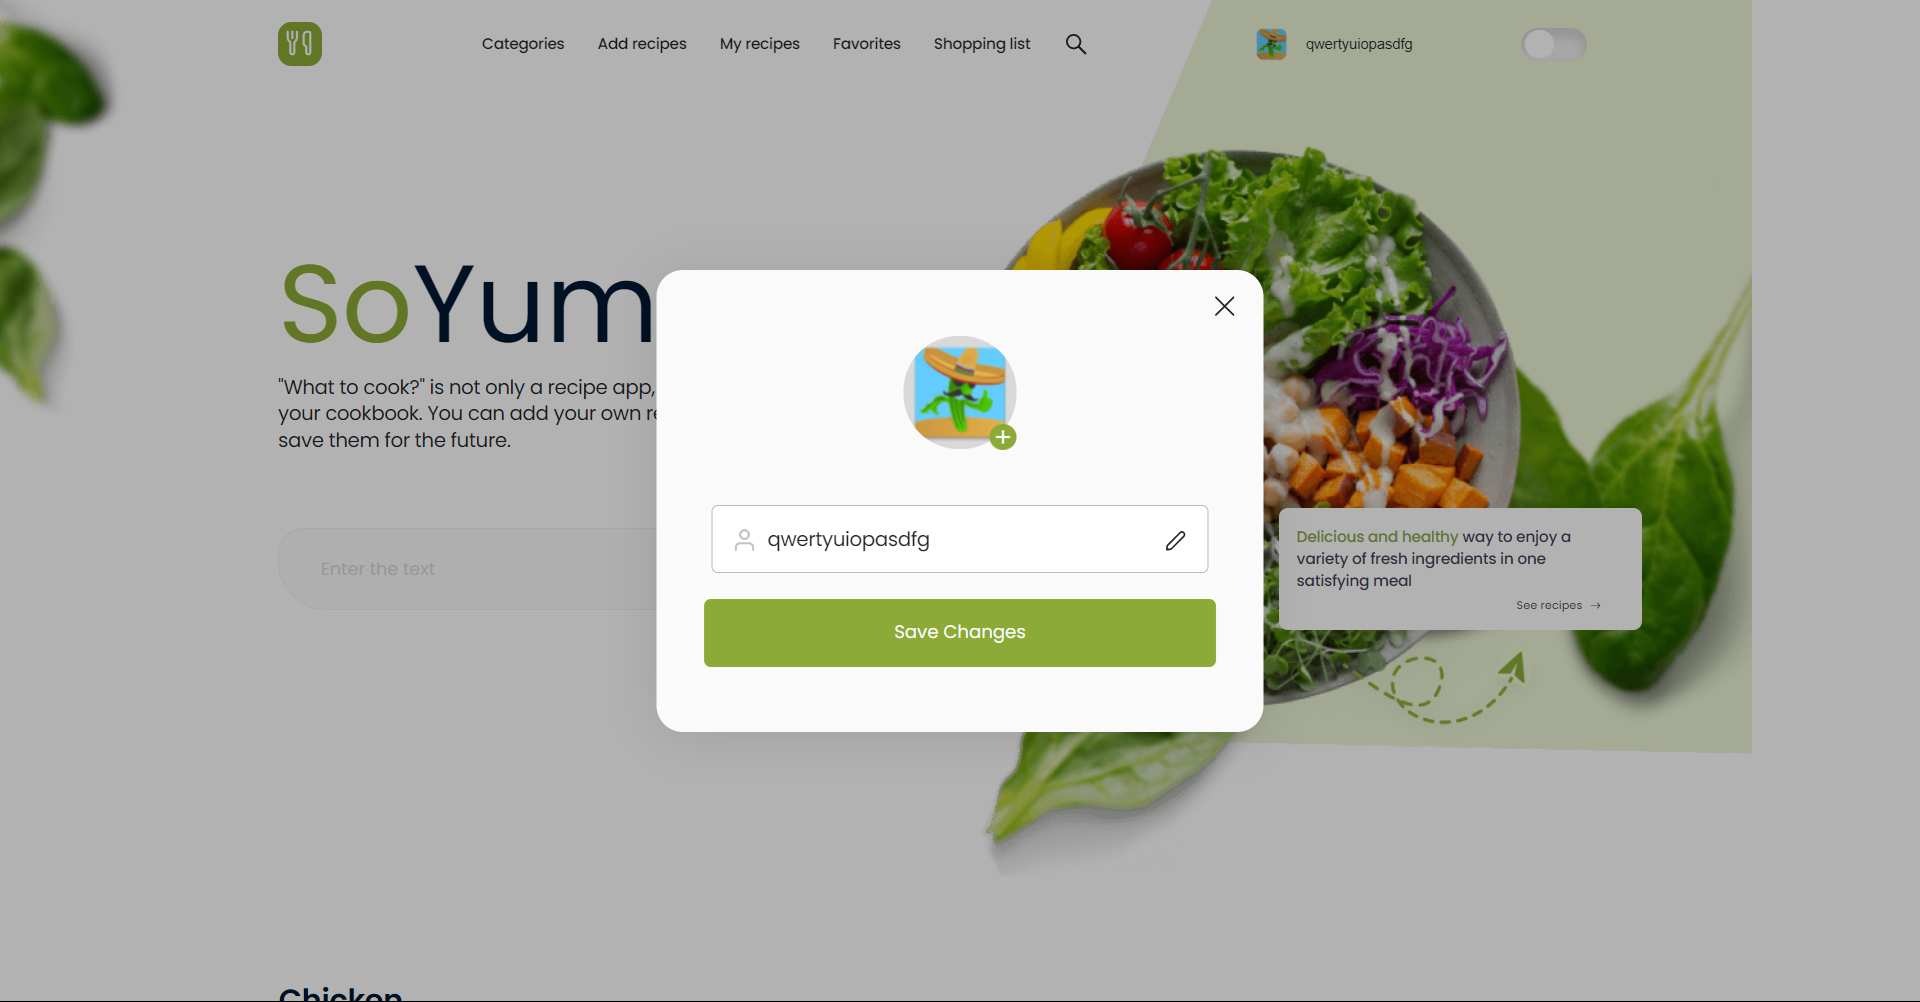 Categories Add recipes My recipes Favorites Shopping list
qwertyuiopasdfg
SoYum
"What to cook?" is not only a recipe app,
your cookbook. You can add your own
save them for the future.
Enter the text
qwertyuiopasdfg
Save Changes
Delicious and healthy way to enjoy a
variety of fresh ingredients in one
satisfying meal
See recipes →
Chicken